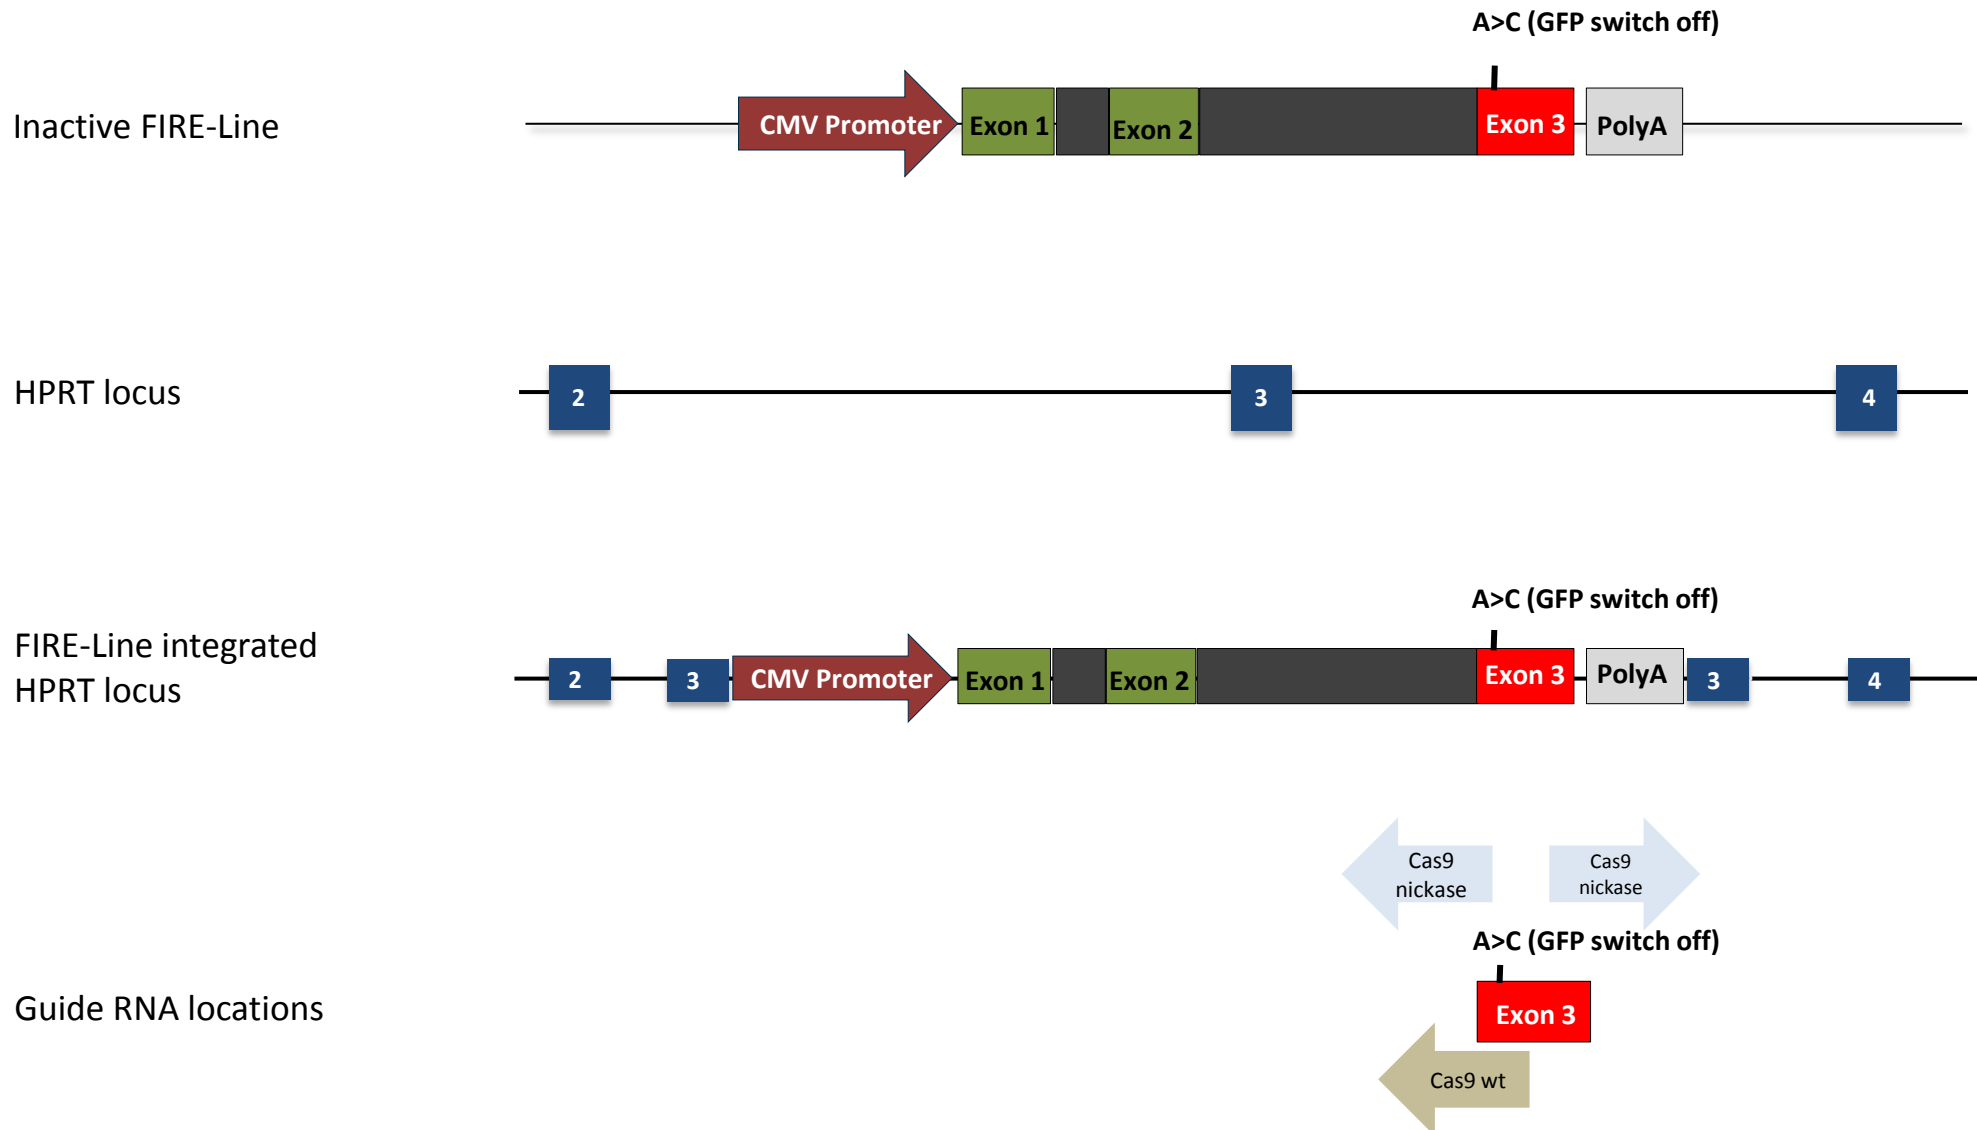 A>C (GFP switch off)
Inactive FIRE-Line
CMV Promoter
Exon 1
Exon 2
Exon 3
PolyA
HPRT locus
2
3
4
A>C (GFP switch off)
FIRE-Line integrated
HPRT locus
2
3
CMV Promoter
Exon 1
Exon 2
Exon 3
PolyA
3
4
Cas9
nickase
Cas9
nickase
A>C (GFP switch off)
Guide RNA locations
Exon 3
Cas9 wt